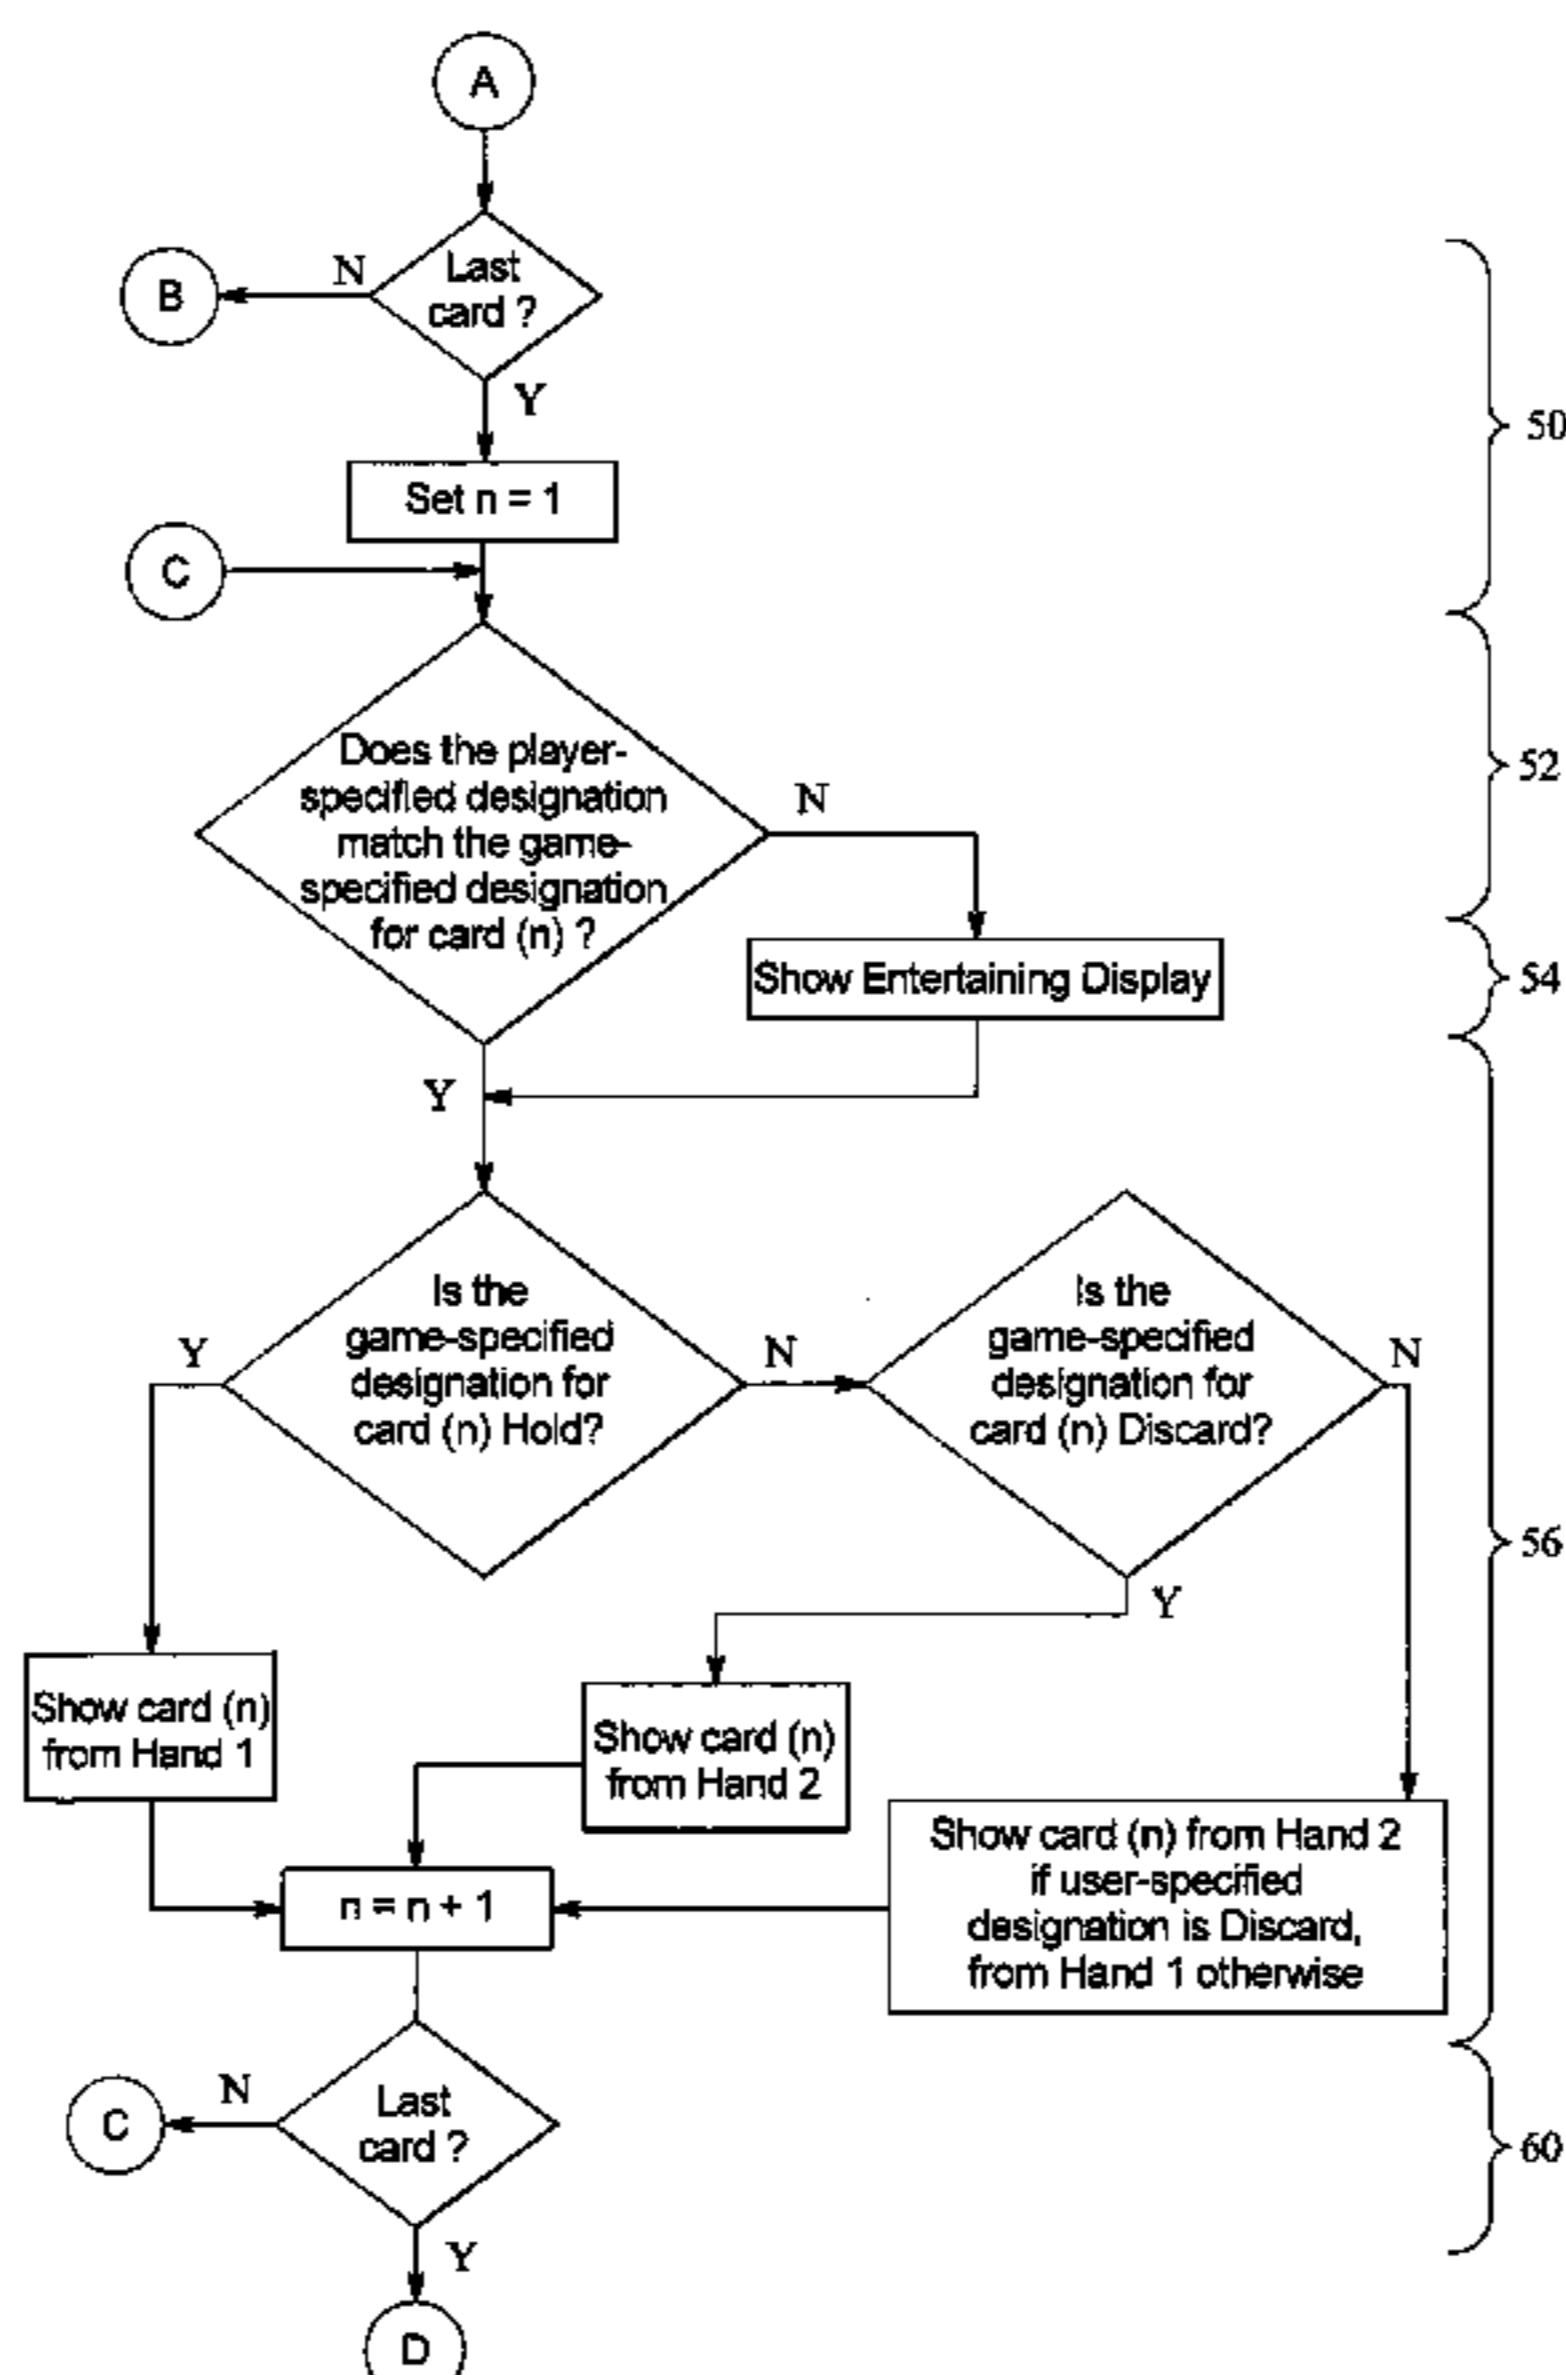 A
Last
card ?
N
B
Y
50
Set n = 1
C
Does the player-
specified designation
match the game-
specified designation
for card (n) ?
N
52
Show Entertaining Display
54
Y
Is the
game-specified
designation for
card (n) Hold?
Y
N
Is the
game-specified
designation for
card (n) Discard?
N
Y
56
Show card (n)
from Hand 1
Show card (n)
from Hand 2
Show card (n) from Hand 2
if user-specified
designation is Discard,
from Hand 1 otherwise
n = n + 1
Last
card ?
N
C
60
Y
D